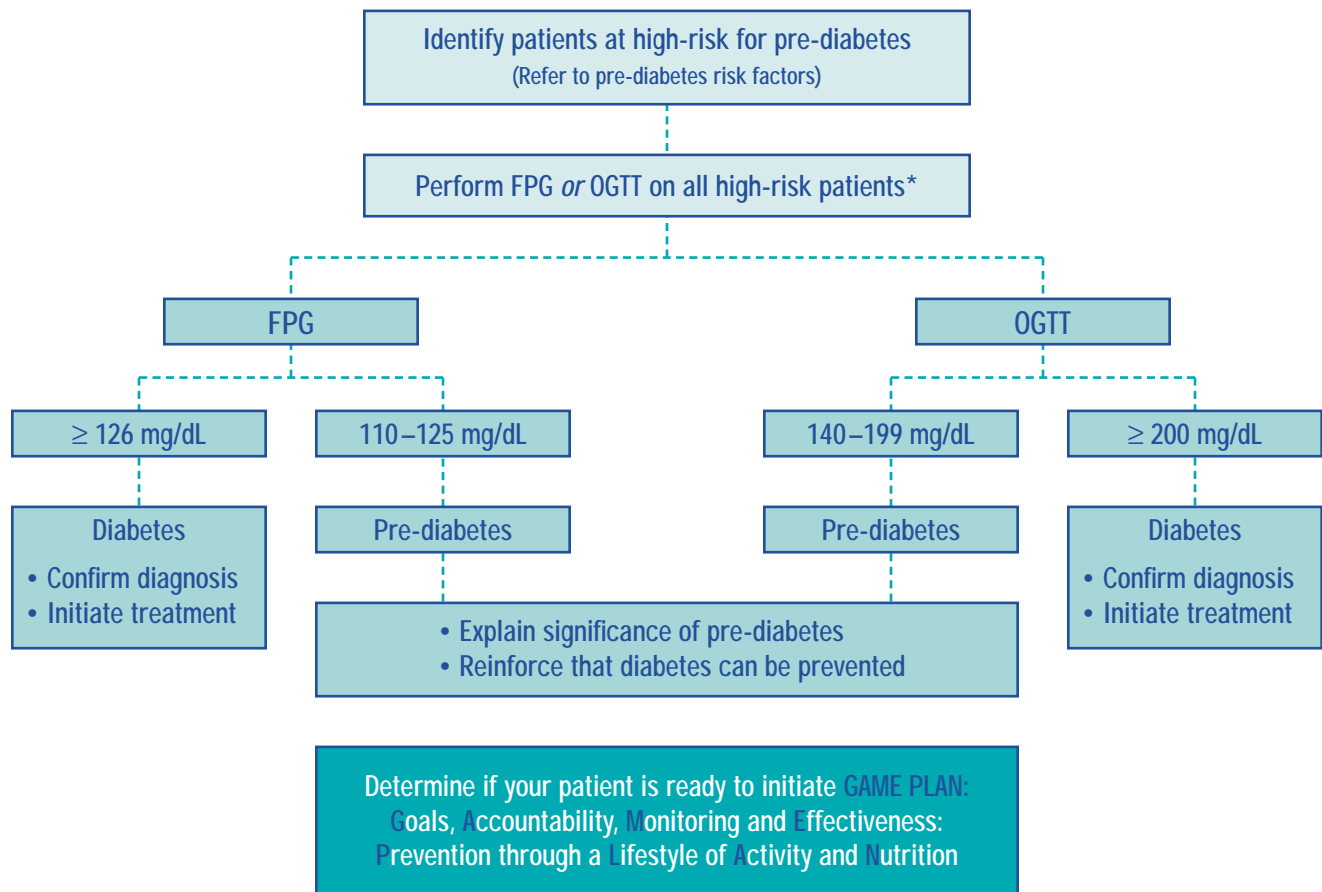 Identify patients at high-risk for pre-diabetes
(Refer to pre-diabetes risk factors)
Perform FPG or OGTT on all high-risk patients*
FPG
OGTT
≥ 126 mg/dL
110–125 mg/dL
140–199 mg/dL
≥ 200 mg/dL
Diabetes
• Confirm diagnosis
• Initiate treatment
Pre-diabetes
Pre-diabetes
Diabetes
• Confirm diagnosis
• Initiate treatment
• Explain significance of pre-diabetes
• Reinforce that diabetes can be prevented
Determine if your patient is ready to initiate GAME PLAN:
Goals, Accountability, Monitoring and Effectiveness:
Prevention through a Lifestyle of Activity and Nutrition